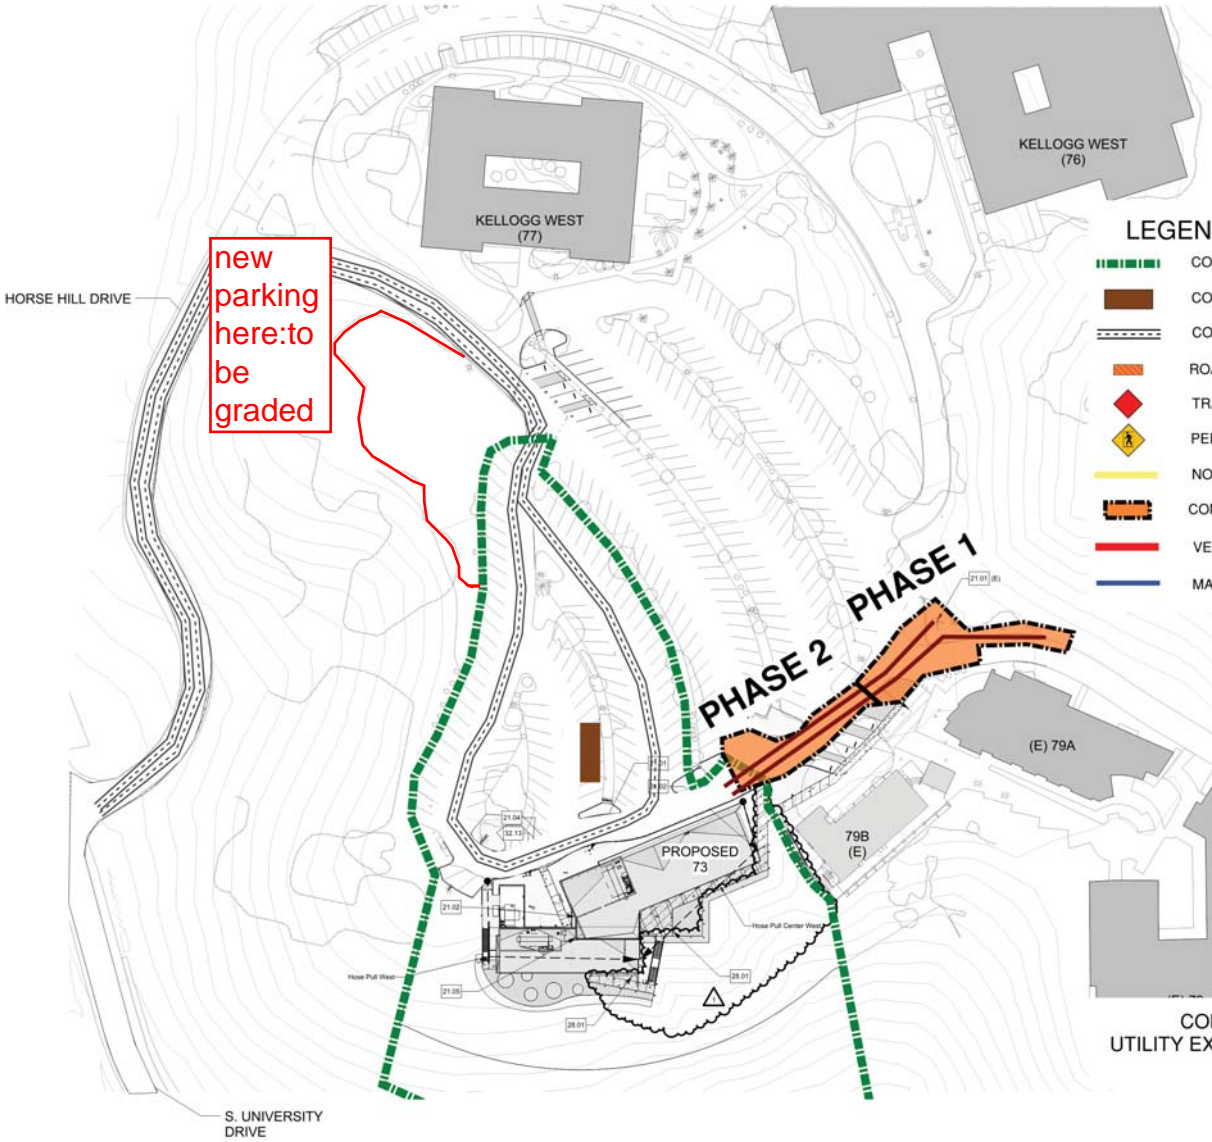 KELLOGG WEST
(76)
KELLOGG WEST
(77)
LEGEN
new
parking
here:to
be
graded
CO
HORSE HILL DRIVE
CO
CO
ROA
TRA
PE
NO
CO
VE
MA
PHASE 1
21.01 (E)
PHASE 2
(E) 79A
21.04
32.13
79B
(E)
PROPOSED
73
21.02
Hose Pull Center West
Hose Pull West
28.01
21.05
28.01
1
UTILITY EX
S. UNIVERSITY
DRIVE